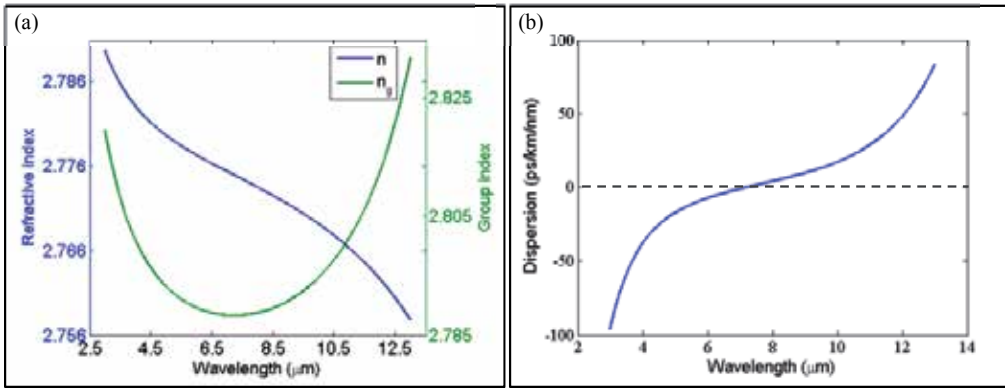 (a)
n
n_g
2.786
2.776
2.766
2.756
Refractive index
2.825
2.805
2.785
Group index
2.5 4.5 6.5 8.5 10.5 12.5
Wavelength (μm)
(b)
100
50
0
-50
-100
Dispersion (ps/km/nm)
2 4 6 8 10 12 14
Wavelength (μm)